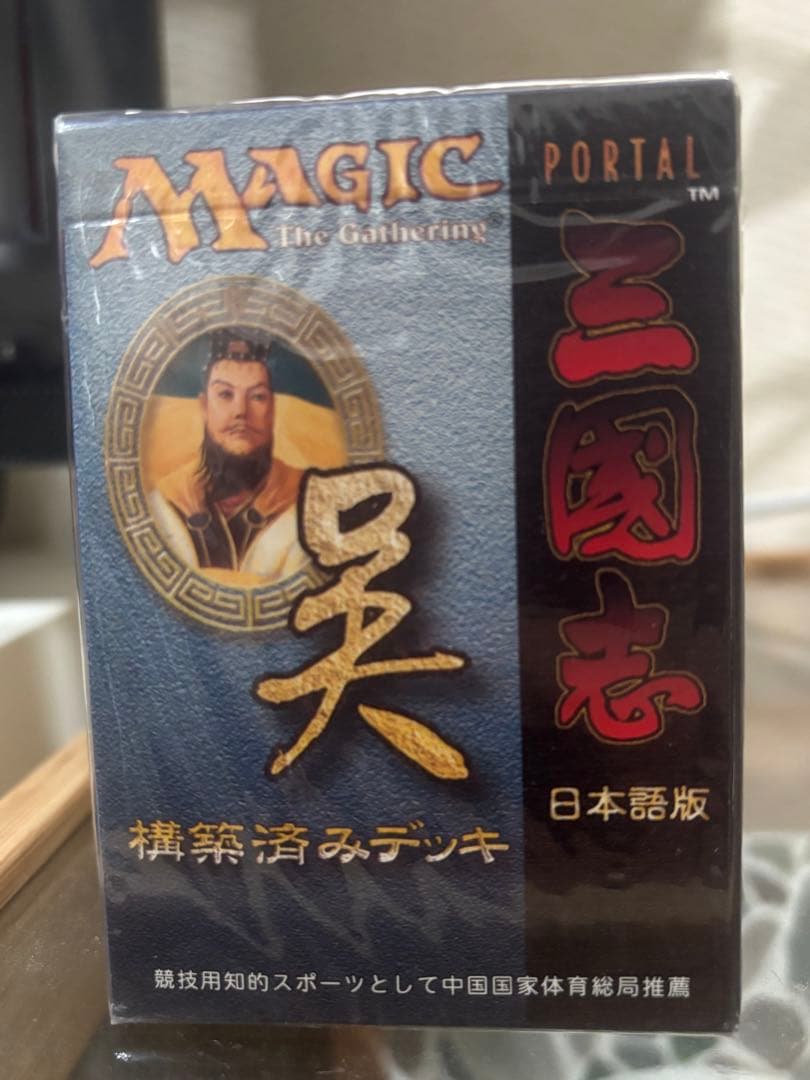 MAGIC
The Gathering®
PORTAL
™
三國志
日本語版
呉
構築済みデッキ
競技用知的スポーツとして中国国家体育総局推薦